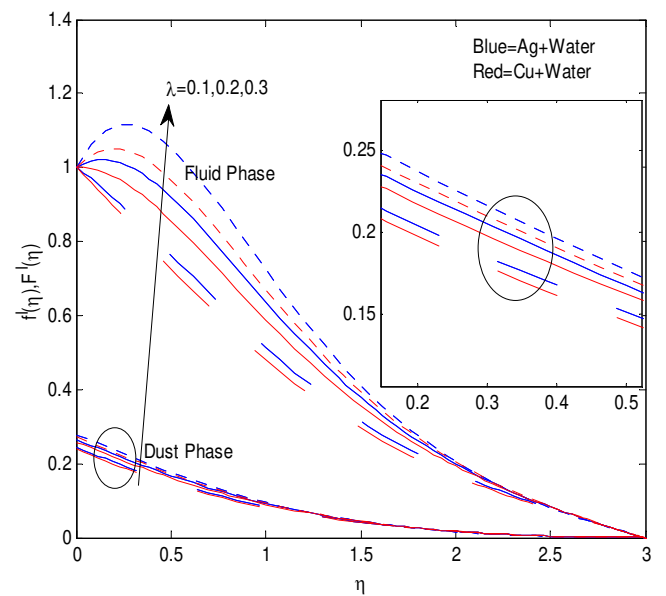 Blue=Ag+Water
Red=Cu+Water
λ=0.1,0.2,0.3
Fluid Phase
Dust Phase
f^|(η),F^|(η)
1.4
1.2
1
0.8
0.6
0.4
0.2
0
0 0.5 1 1.5 2 2.5 3
η
0.25
0.2
0.15
0.2 0.3 0.4 0.5